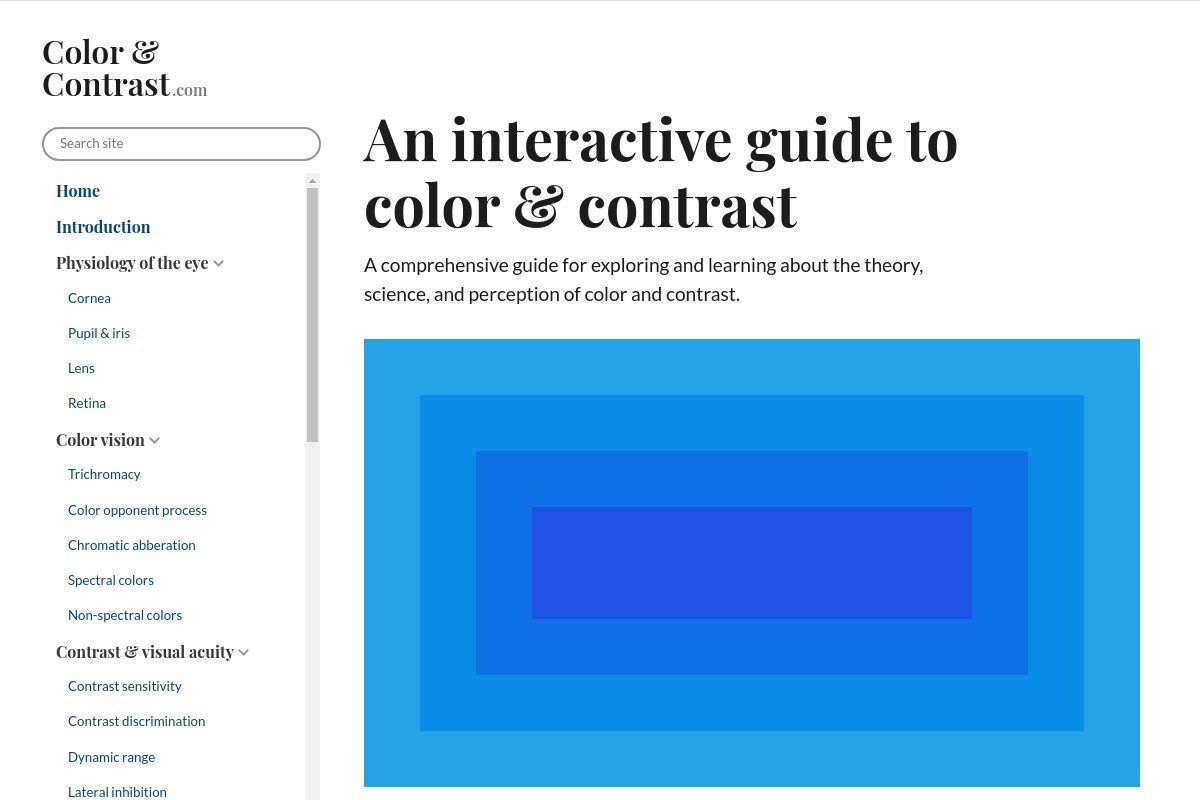 Color &
Contrast.com
Search site
Home
Introduction
Physiology of the eye
Cornea
Pupil & iris
Lens
Retina
Color vision
Trichromacy
Color opponent process
Chromatic abberation
Spectral colors
Non-spectral colors
Contrast & visual acuity
Contrast sensitivity
Contrast discrimination
Dynamic range
Lateral inhibition
An interactive guide to
color & contrast
A comprehensive guide for exploring and learning about the theory,
science, and perception of color and contrast.